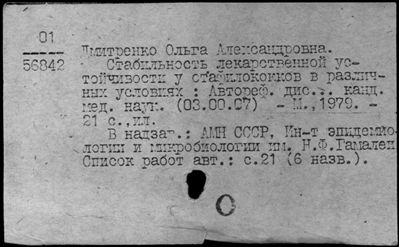 01
56842
Дмитренко Ольга Александровна.
Стабильность лекарственной ус-
тойчивости у стафилококков в различ-
ных условиях : Автореф. дис... канд.
мед. наук. (03.00.07) - М., 1979. -
21 с., ил.
В надзаг.: АМН СССР, Ин-т эпидемио-
логии и микробиологии им. Н.Ф.Гамалеи
Список работ авт.: с.21 (6 назв.).